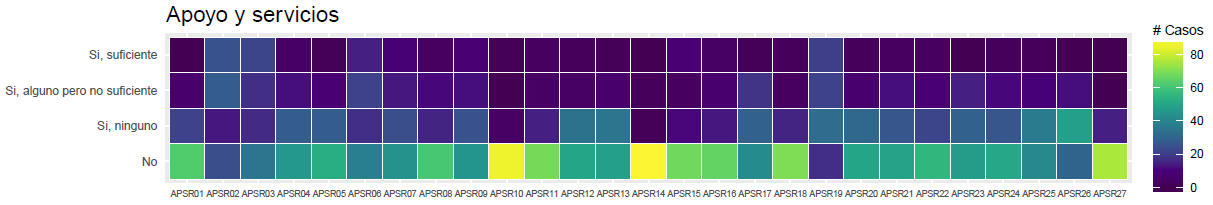 Apoyo y servicios
Si, suficiente
Si, alguno pero no suficiente
Si, ninguno
No
APSR01 APSR02 APSR03 APSR04 APSR05 APSR06 APSR07 APSR08 APSR09 APSR10 APSR11 APSR12 APSR13 APSR14 APSR15 APSR16 APSR17 APSR18 APSR19 APSR20 APSR21 APSR22 APSR23 APSR24 APSR25 APSR26 APSR27
# Casos
80
60
40
20
0